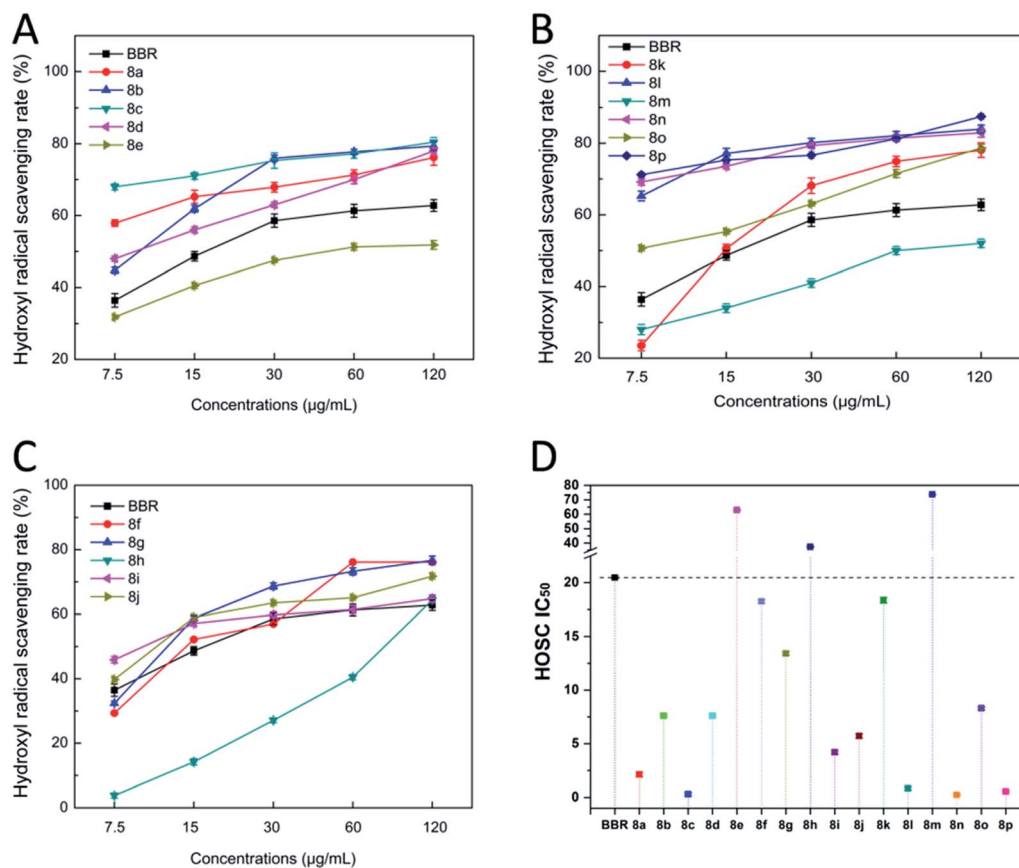 A
Hydroxyl radical scavenging rate (%)
100
80
60
40
20
BBR
8a
8b
8c
8d
8e
7.5 15 30 60 120
Concentrations (µg/mL)
B
Hydroxyl radical scavenging rate (%)
100
80
60
40
20
BBR
8k
8l
8m
8n
8o
8p
7.5 15 30 60 120
Concentrations (µg/mL)
C
Hydroxyl radical scavenging rate (%)
100
80
60
40
20
0
BBR
8f
8g
8h
8i
8j
7.5 15 30 60 120
Concentrations (µg/mL)
D
HOSC IC50
80
70
60
50
40
30
20
15
10
5
0
BBR 8a 8b 8c 8d 8e 8f 8g 8h 8i 8j 8k 8l 8m 8n 8o 8p